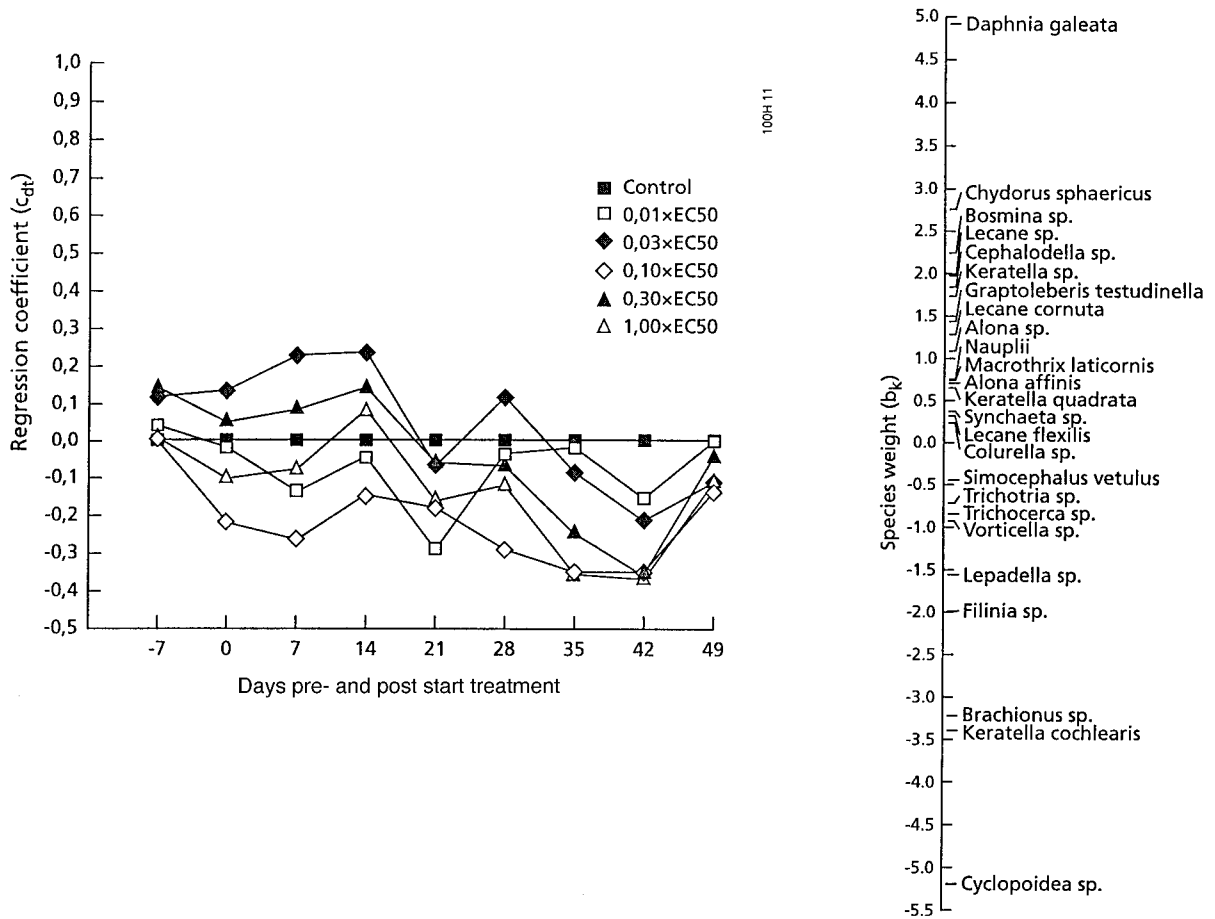 Regression coefficient (cdt)
1,0
0,9
0,8
0,7
0,6
0,5
0,4
0,3
0,2
0,1
0,0
-0,1
-0,2
-0,3
-0,4
-0,5
-7 0 7 14 21 28 35 42 49
Days pre- and post start treatment
Control
0,01×EC50
0,03×EC50
0,10×EC50
0,30×EC50
1,00×EC50
100H 11
Species weight (bk)
5.0
4.5
4.0
3.5
3.0
2.5
2.0
1.5
1.0
0.5
0.0
-0.5
-1.0
-1.5
-2.0
-2.5
-3.0
-3.5
-4.0
-4.5
-5.0
-5.5
Daphnia galeata
Chydorus sphaericus
Bosmina sp.
Lecane sp.
Cephalodella sp.
Keratella sp.
Graptoleberis testudinella
Lecane cornuta
Alona sp.
Nauplii
Macrothrix laticornis
Alona affinis
Keratella quadrata
Synchaeta sp.
Lecane flexilis
Colurella sp.
Simocephalus vetulus
Trichotria sp.
Trichocerca sp.
Vorticella sp.
Lepadella sp.
Filinia sp.
Brachionus sp.
Keratella cochlearis
Cyclopoidea sp.